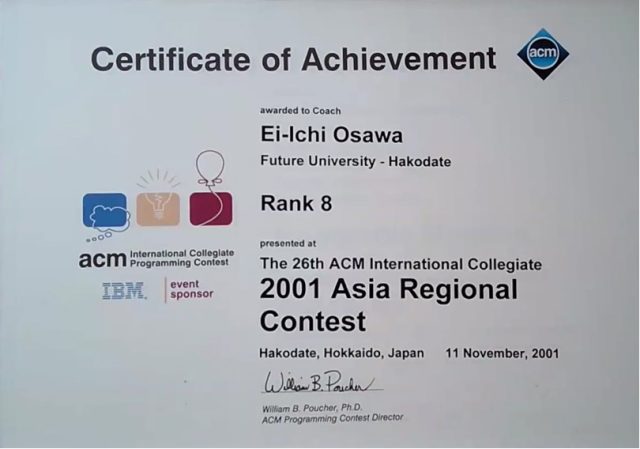 Certificate of Achievement
acm
awarded to Coach
Ei-Ichi Osawa
Future University - Hakodate
Rank 8
presented at
The 26th ACM International Collegiate
2001 Asia Regional
Contest
Hakodate, Hokkaido, Japan 11 November, 2001
William B. Poucher
William B. Poucher, Ph.D.
ACM Programming Contest Director
acm International Collegiate
Programming Contest
IBM. event
sponsor